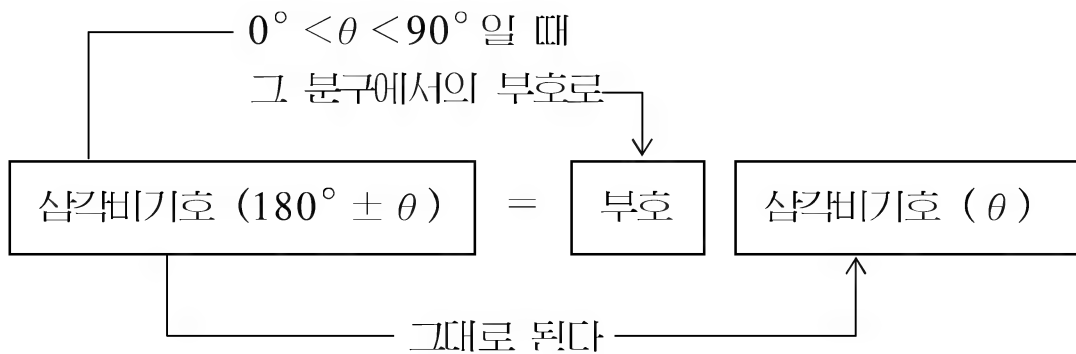 0° <θ <90°일 때
그 분구에서의 부호로
삼각비기호 (180° ± θ) = 부호 삼각비기호 (θ)
그대로 된다